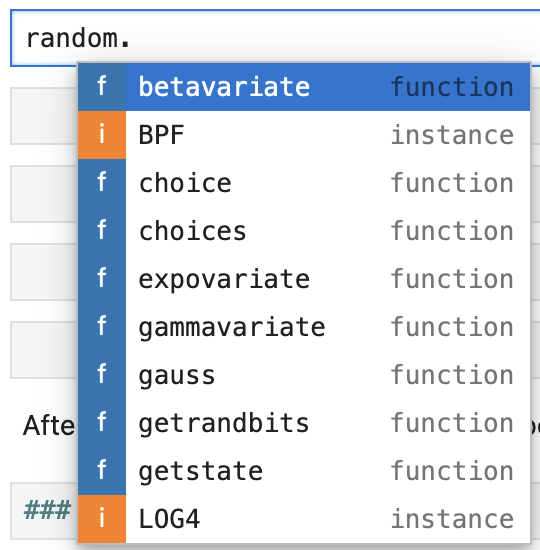 random.
f betavariate function
i BPF instance
f choice function
f choices function
f expovariate function
f gammavariate function
f gauss function
f getrandbits function
f getstate function
i LOG4 instance
Afte
###